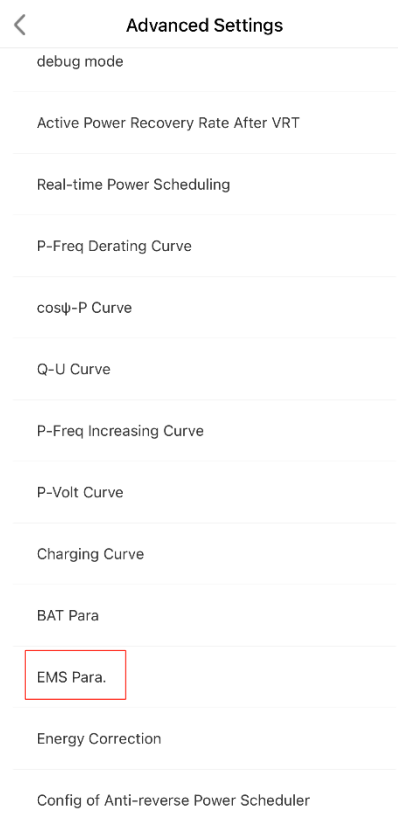 Advanced Settings
debug mode
Active Power Recovery Rate After VRT
Real-time Power Scheduling
P-Freq Derating Curve
cosψ-P Curve
Q-U Curve
P-Freq Increasing Curve
P-Volt Curve
Charging Curve
BAT Para
EMS Para.
Energy Correction
Config of Anti-reverse Power Scheduler